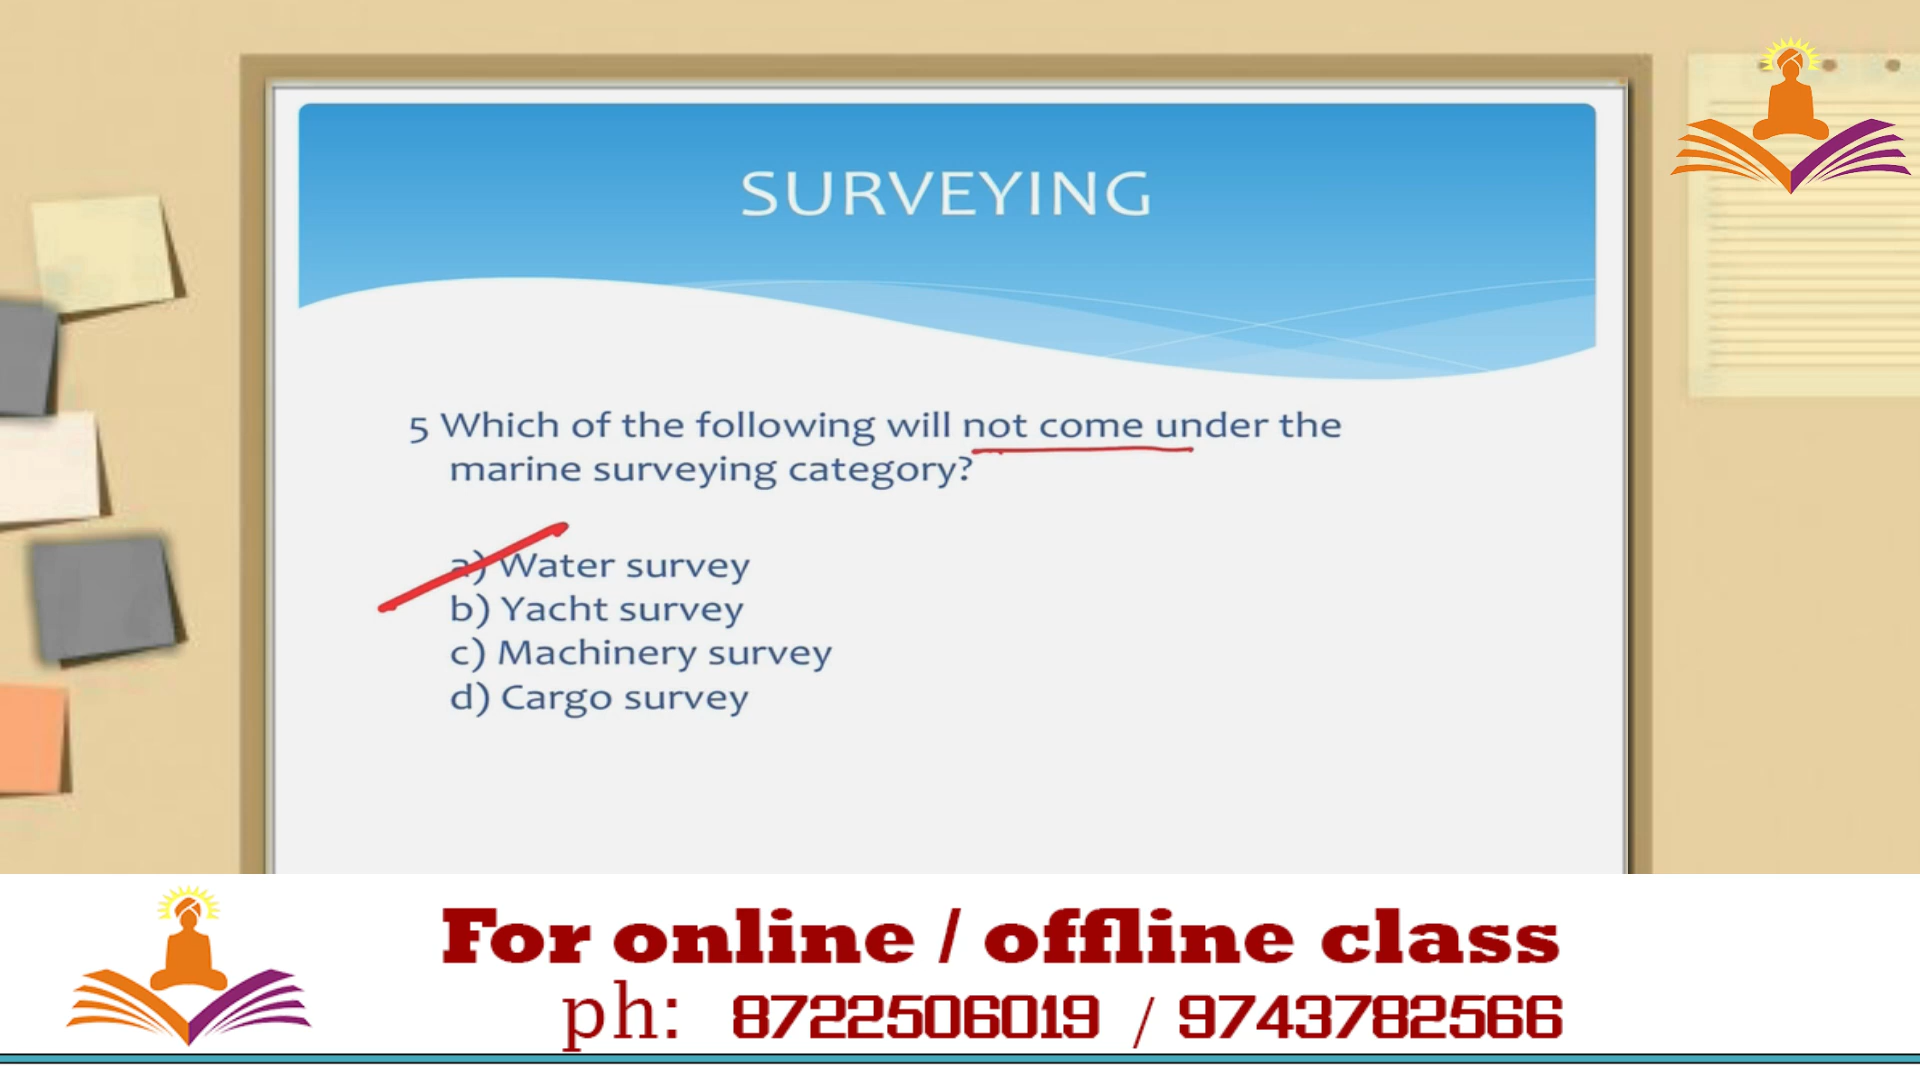 SURVEYING
5 Which of the following will not come under the
marine surveying category?
a) Water survey
b) Yacht survey
c) Machinery survey
d) Cargo survey
For online / offline class
ph: 8722506019 / 9743782566